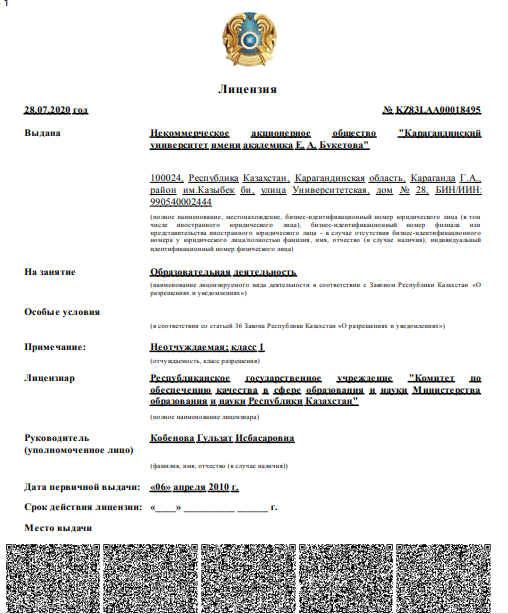 1
Лицензия
28.07.2020 год № KZ83LAA00018495
Выдана Некоммерческое акционерное общество "Карагандинский
университет имени академика Е. А. Букетова"
100024, Республика Казахстан, Карагандинская область, Караганда Г.А.,
район им.Казыбек би, улица Университетская, дом № 28, БИН/ИИН:
990540002444
(полное наименование, местонахождение, бизнес-идентификационный номер юридического лица (в том
числе иностранного юридического лица), бизнес-идентификационный номер филиала или
представительства иностранного юридического лица - в случае отсутствия бизнес-идентификационного
номера у юридического лица/полностью фамилия, имя, отчество (в случае наличия), индивидуальный
идентификационный номер физического лица)
На занятие Образовательная деятельность
(наименование лицензируемого вида деятельности в соответствии с Законом Республики Казахстан «О
разрешениях и уведомлениях»)
Особые условия
(в соответствии со статьей 36 Закона Республики Казахстан «О разрешениях и уведомлениях»)
Примечание: Неотчуждаемая; класс 1
(отчуждаемость, класс разрешения)
Лицензиар Республиканское государственное учреждение "Комитет по
обеспечению качества в сфере образования и науки Министерства
образования и науки Республики Казахстан"
(полное наименование лицензиара)
Руководитель Кобенова Гульзат Исбасаровна
(уполномоченное лицо)
(фамилия, имя, отчество (в случае наличия))
Дата первичной выдачи: «06» апреля 2010 г.
Срок действия лицензии: «____» __________ ______ г.
Место выдачи